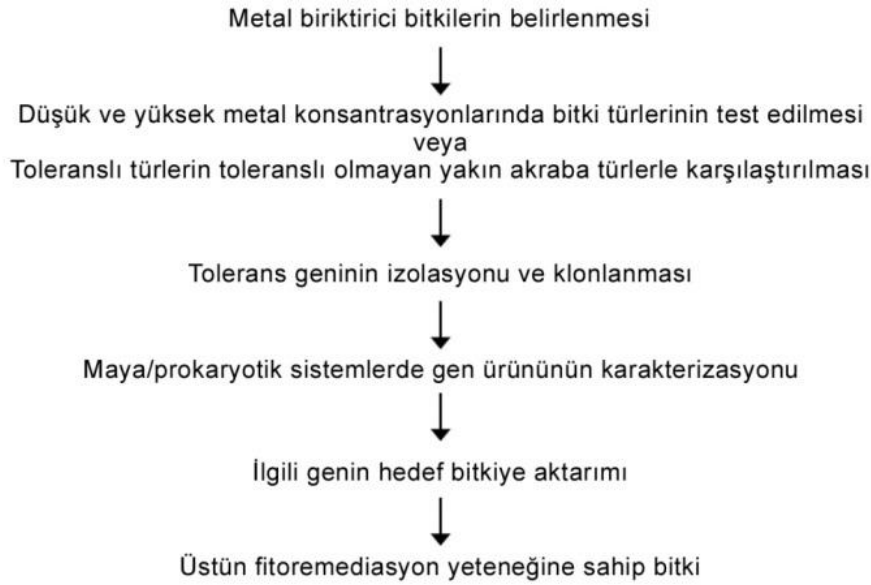 Metal biriktirici bitkilerin belirlenmesi
Düşük ve yüksek metal konsantrasyonlarında bitki türlerinin test edilmesi
veya
Toleranslı türlerin toleranslı olmayan yakın akraba türlerle karşılaştırılması
Tolerans geninin izolasyonu ve klonlanması
Maya/prokaryotik sistemlerde gen ürününün karakterizasyonu
İlgili genin hedef bitkiye aktarımı
Üstün fitoremediasyon yeteneğine sahip bitki